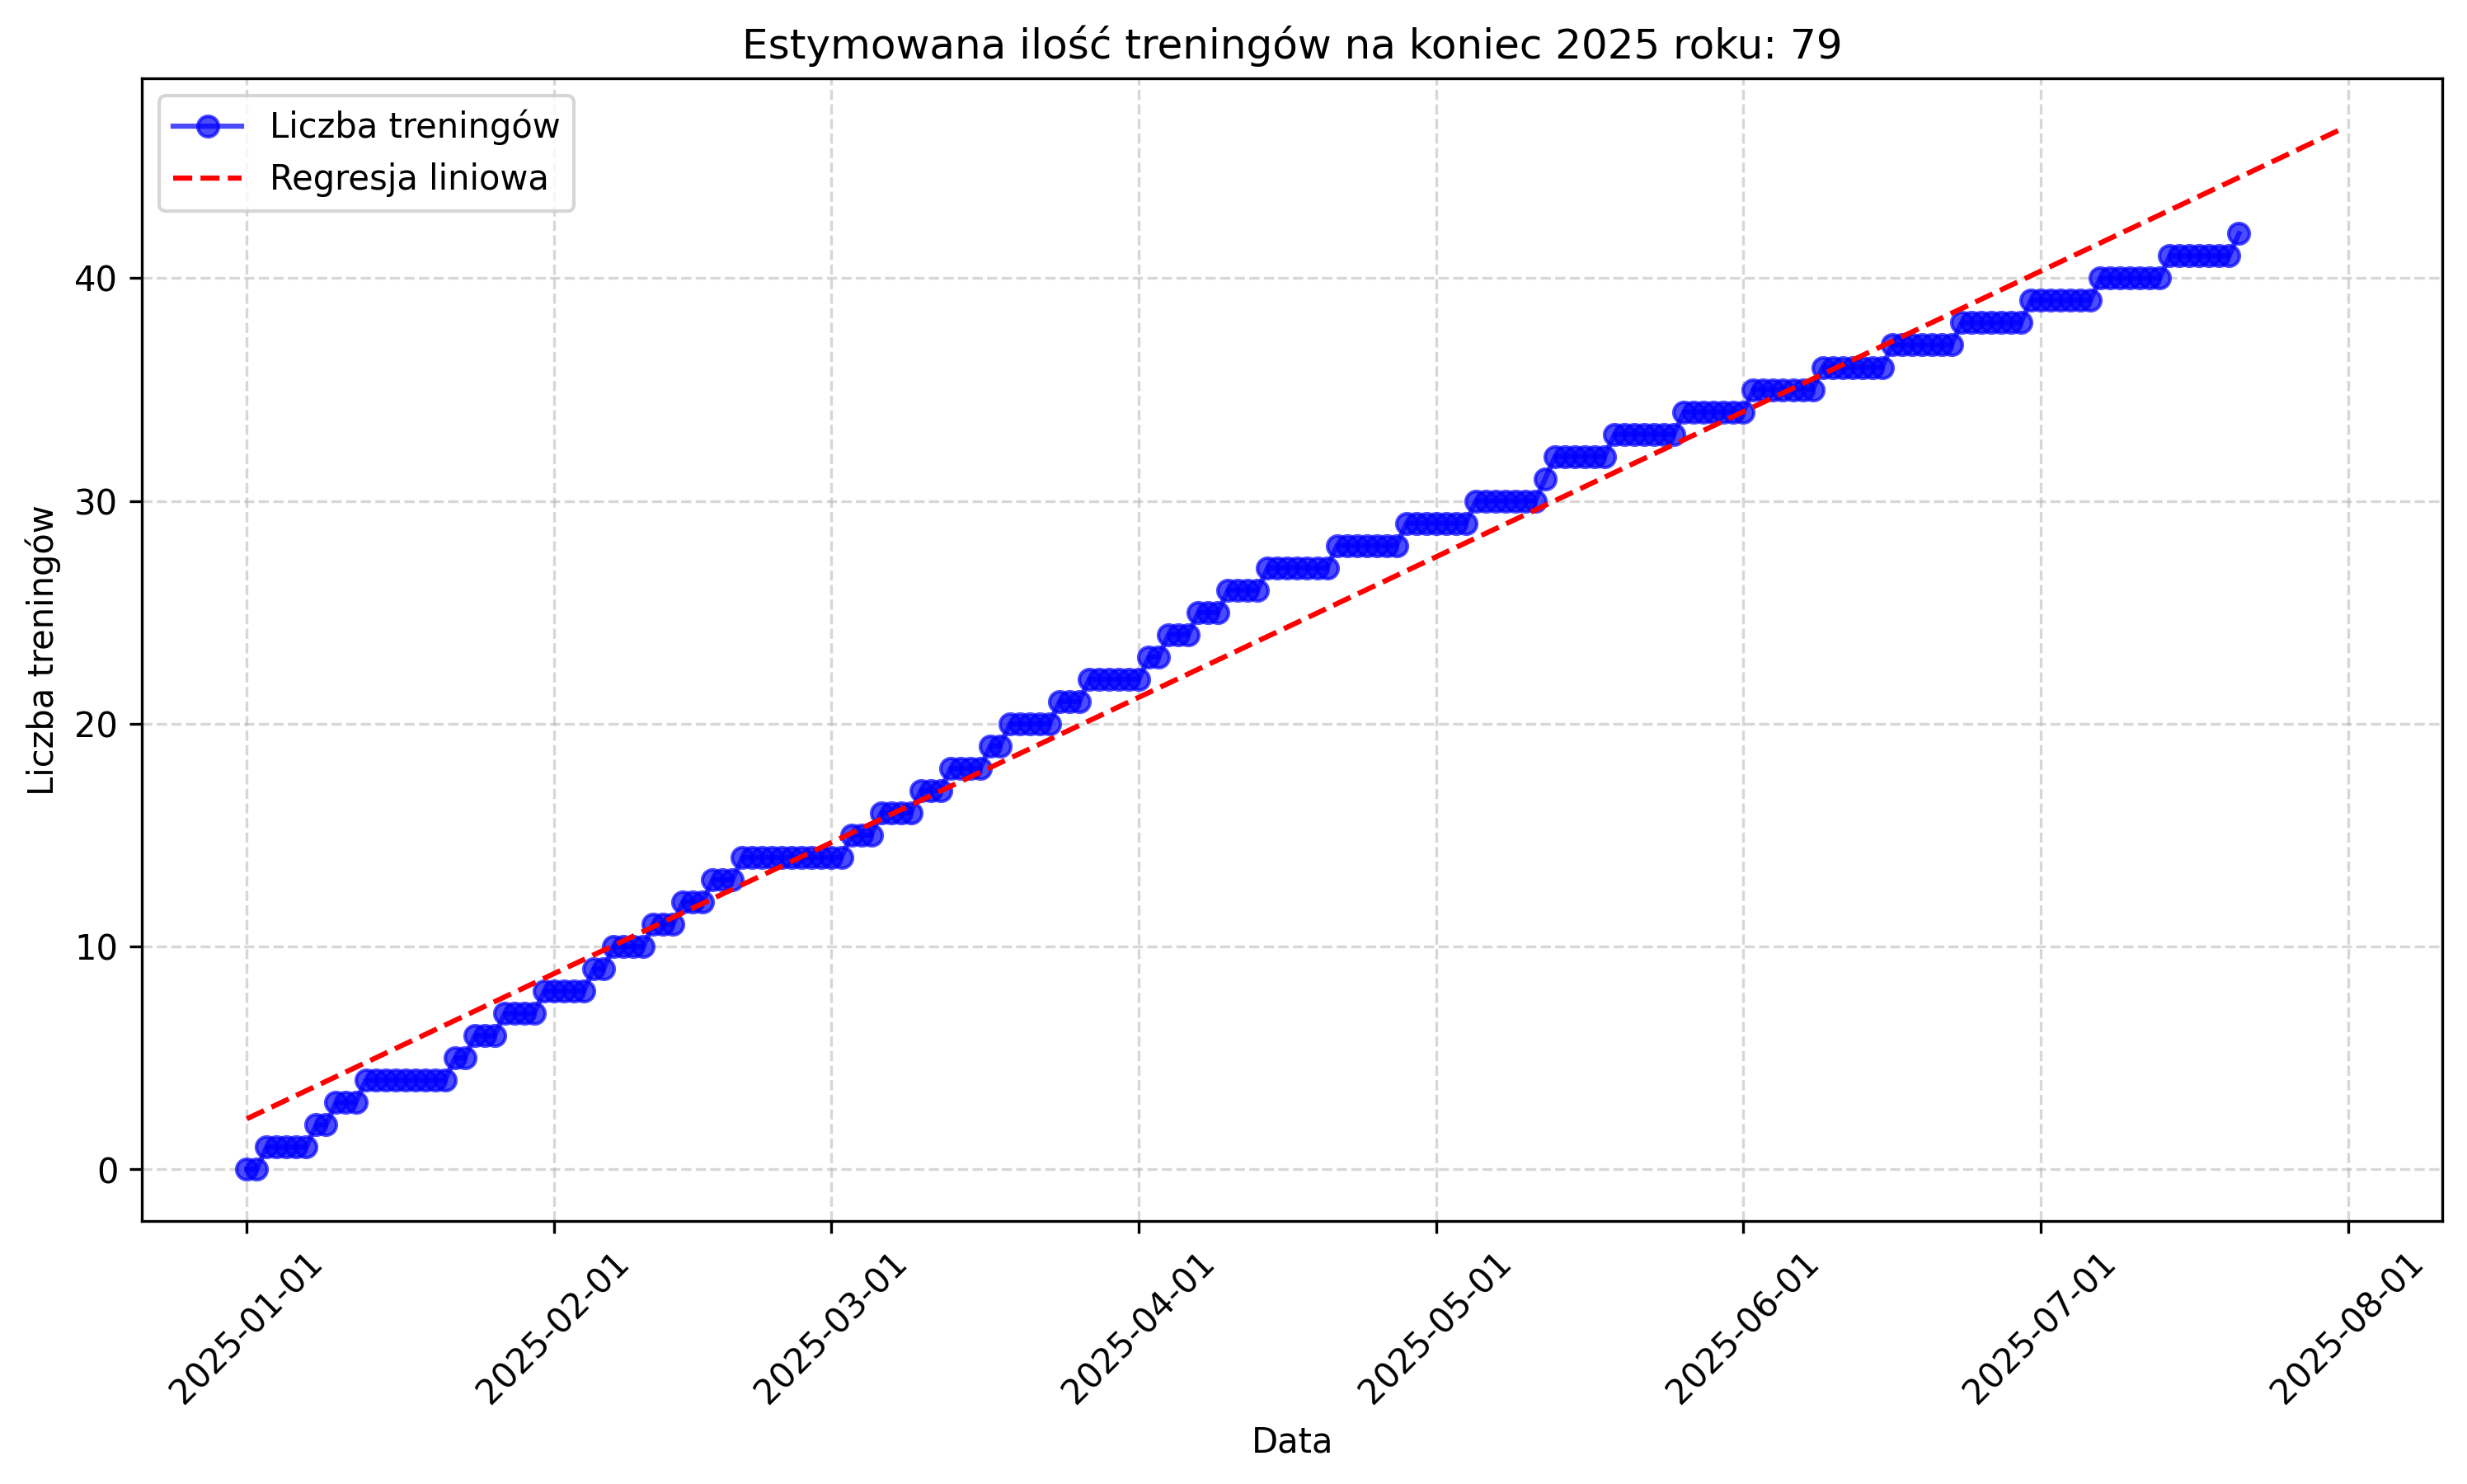 Estymowana ilość treningów na koniec 2025 roku: 79
Liczba treningów
Regresja liniowa
Liczba treningów
40
30
20
10
0
2025-01-01
2025-02-01
2025-03-01
2025-04-01
2025-05-01
2025-06-01
2025-07-01
2025-08-01
Data